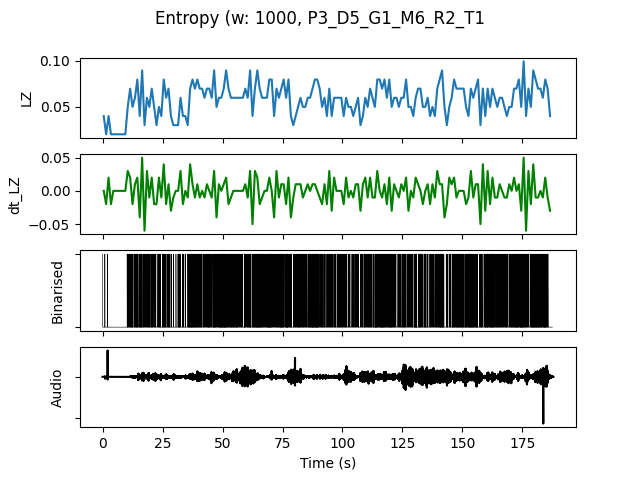 Entropy (w: 1000, P3_D5_G1_M6_R2_T1
0.10
0.05
LZ
0.05
0.00
−0.05
dt_LZ
Binarised
Audio
0 25 50 75 100 125 150 175
Time (s)